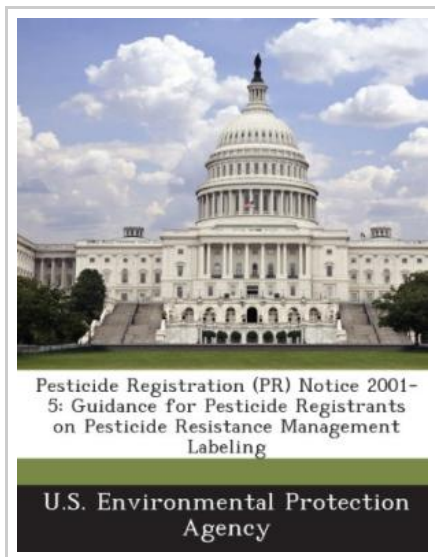 Pesticide Registration (PR) Notice 2001-
5: Guidance for Pesticide Registrants
on Pesticide Resistance Management
Labeling
U.S. Environmental Protection
Agency